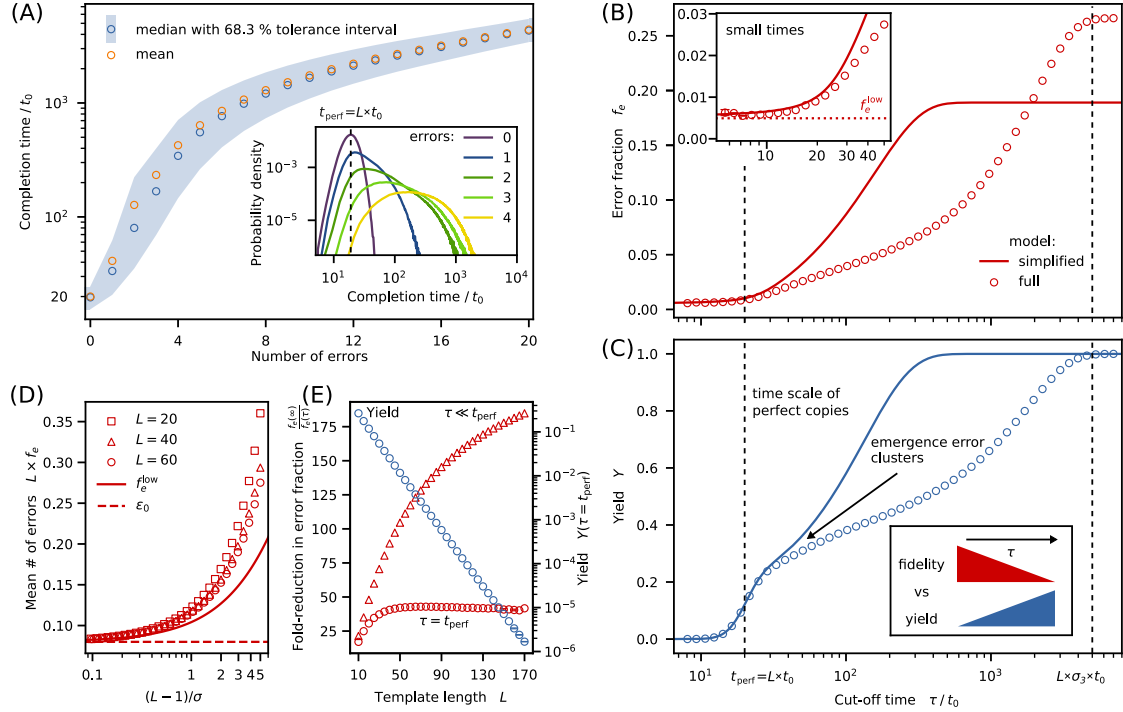 (A)
median with 68.3 % tolerance interval
mean
Completion time / t₀
10³
10²
20
t_perf=L×t₀
errors:
0
1
2
3
4
Probability density
10⁻³
10⁻⁵
10¹
10²
10³
10⁴
Completion time / t₀
0
4
8
12
16
20
Number of errors
(B)
0.03
0.01
0.00
small times
f_e^low
10
20
30
40
Error fraction f_e
0.25
0.20
0.15
0.10
0.05
0.00
model:
simplified
full
(C)
Yield Y
1.0
0.8
0.6
0.4
0.2
0.0
time scale of
perfect copies
emergence error
clusters
τ
fidelity
vs
yield
10¹
t_perf=L×t₀
10²
10³
L×σ₃×t₀
Cut-off time τ/t₀
(D)
Mean # of errors L × f_e
0.35
0.30
0.25
0.20
0.15
0.10
L = 20
L = 40
L = 60
f_e^low
ε₀
0.1
1
2
3
4
5
(L−1)/σ
(E)
Fold-reduction in error fraction f_e(∞)/f_e(τ)
175
150
125
100
75
50
25
Yield
τ ≪ t_perf
τ = t_perf
10⁻¹
10⁻²
10⁻³
10⁻⁴
10⁻⁵
10⁻⁶
Yield Y(τ = t_perf)
10
50
90
130
170
Template length L